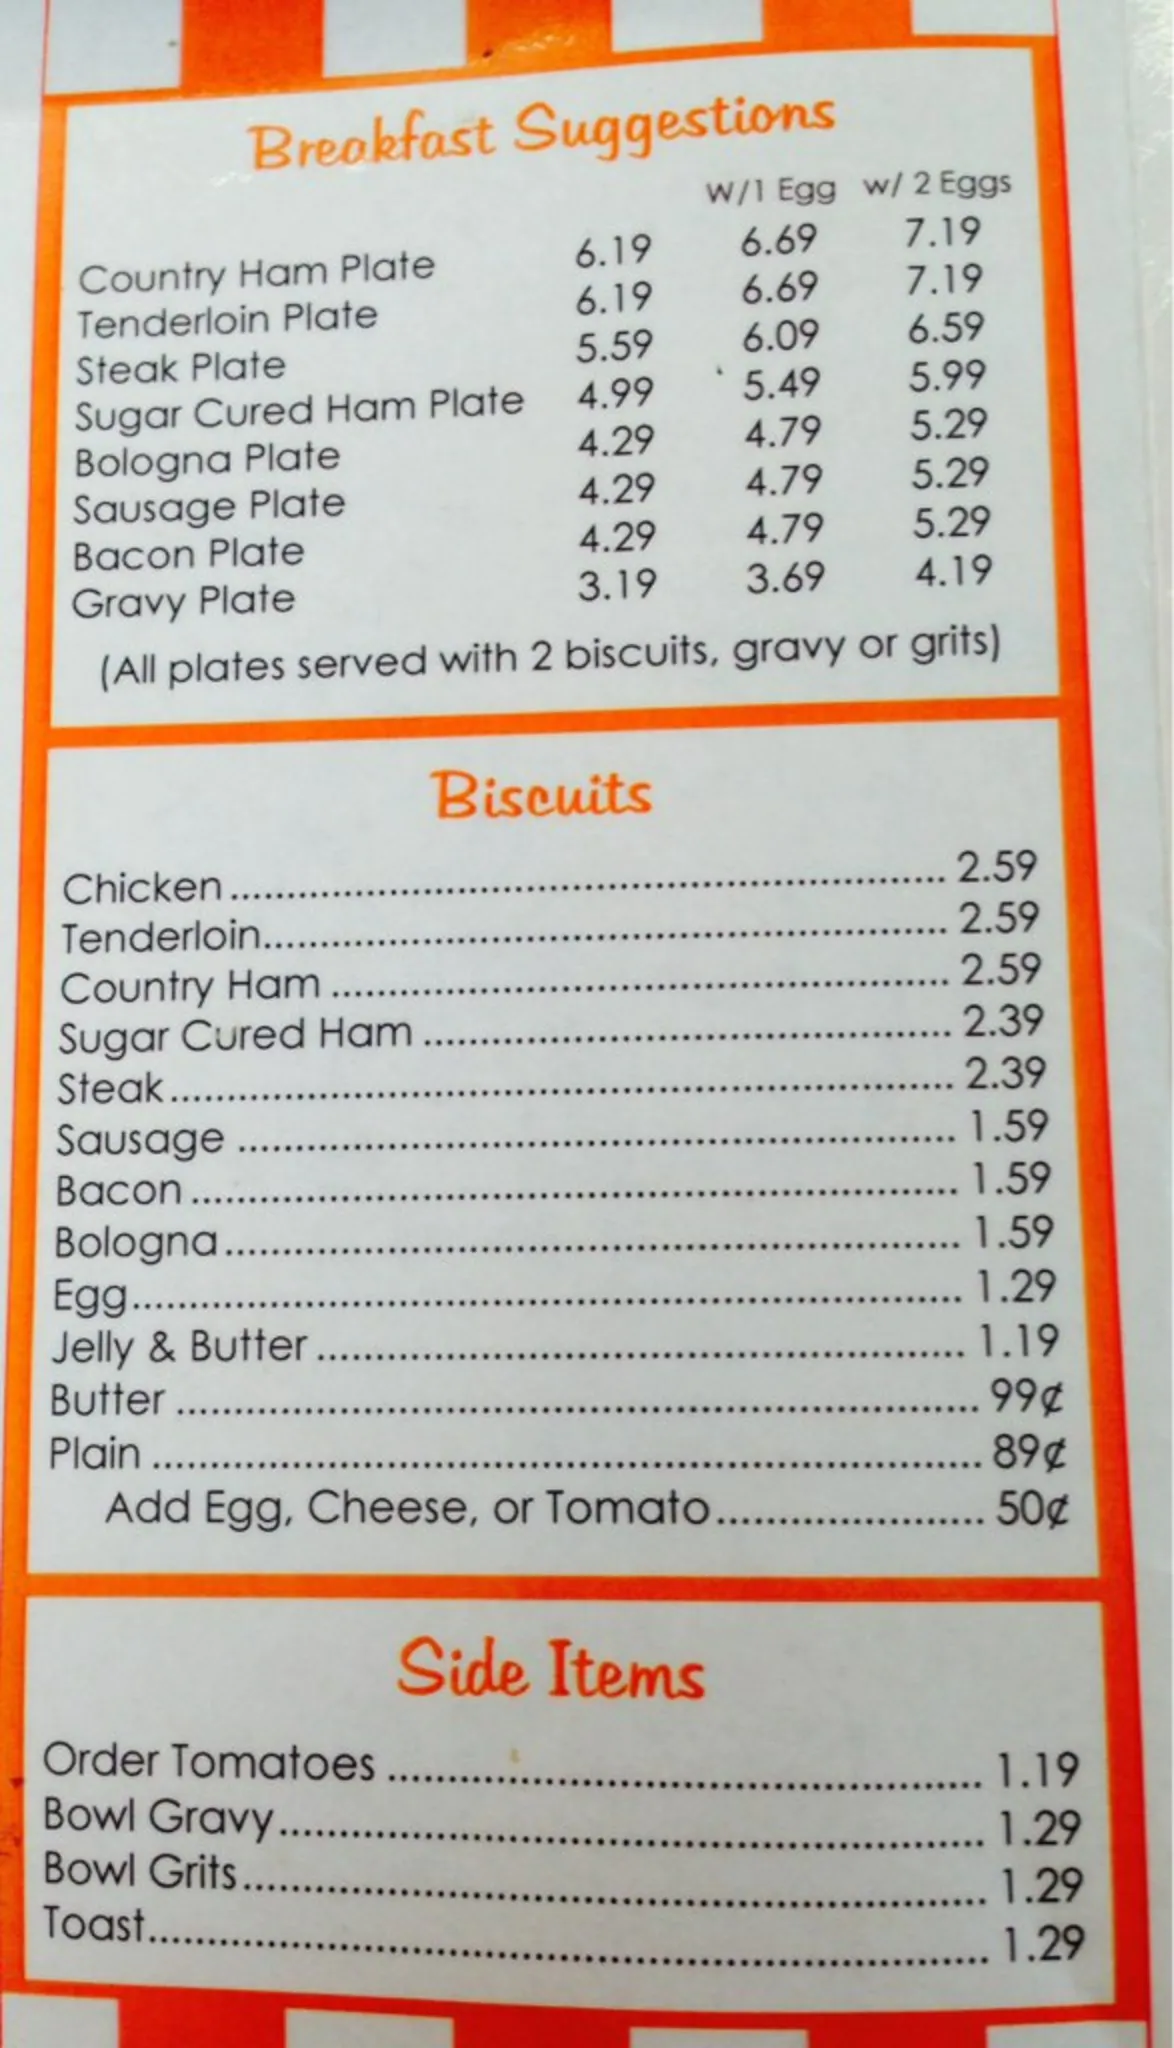 Breakfast Suggestions
W/1 Egg w/ 2 Eggs
Country Ham Plate 6.19 6.69 7.19
Tenderloin Plate 6.19 6.69 7.19
Steak Plate 5.59 6.09 6.59
Sugar Cured Ham Plate 4.99 5.49 5.99
Bologna Plate 4.29 4.79 5.29
Sausage Plate 4.29 4.79 5.29
Bacon Plate 4.29 4.79 5.29
Gravy Plate 3.19 3.69 4.19
(All plates served with 2 biscuits, gravy or grits)
Biscuits
Chicken 2.59
Tenderloin 2.59
Country Ham 2.59
Sugar Cured Ham 2.39
Steak 2.39
Sausage 1.59
Bacon 1.59
Bologna 1.59
Egg 1.29
Jelly & Butter 1.19
Butter 99¢
Plain 89¢
Add Egg, Cheese, or Tomato 50¢
Side Items
Order Tomatoes 1.19
Bowl Gravy 1.29
Bowl Grits 1.29
Toast 1.29